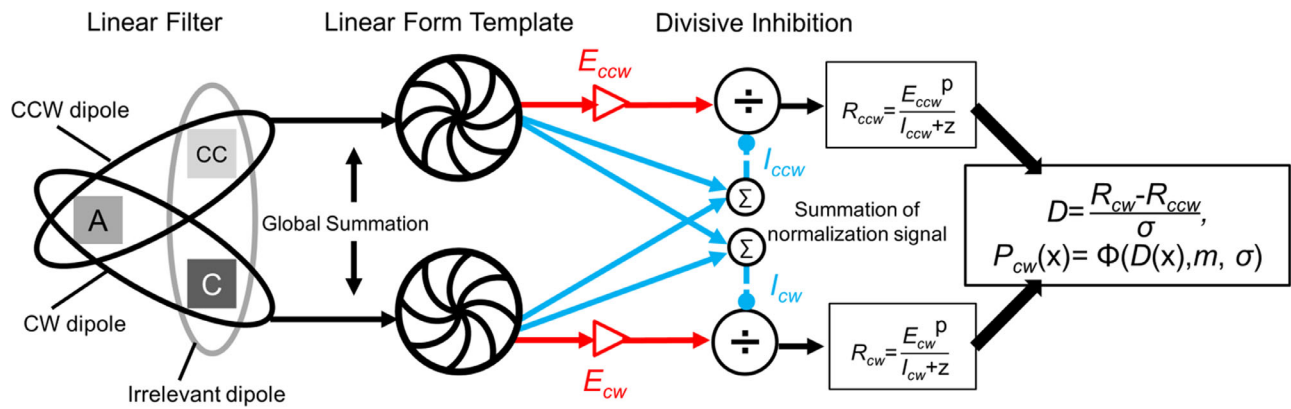 Linear Filter
Linear Form Template
Divisive Inhibition
CCW dipole
CC
A
C
CW dipole
Irrelevant dipole
Global Summation
E_ccw
E_cw
÷
I_ccw
Σ
Summation of
normalization signal
Σ
I_cw
÷
R_ccw = E_ccw^p / (I_ccw+z)
R_cw = E_cw^p / (I_cw+z)
D = (R_cw-R_ccw) / σ,
P_cw(x)= Φ(D(x),m, σ)